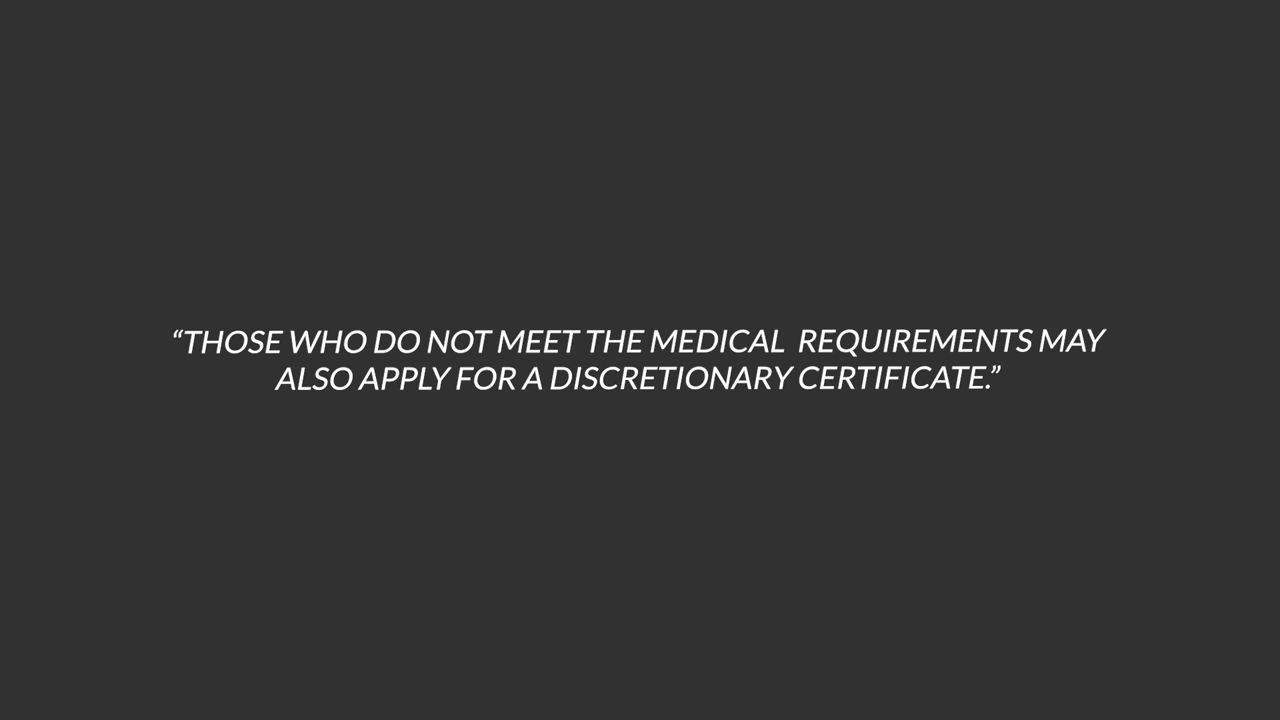 “THOSE WHO DO NOT MEET THE MEDICAL  REQUIREMENTS MAY
ALSO APPLY FOR A DISCRETIONARY CERTIFICATE.”